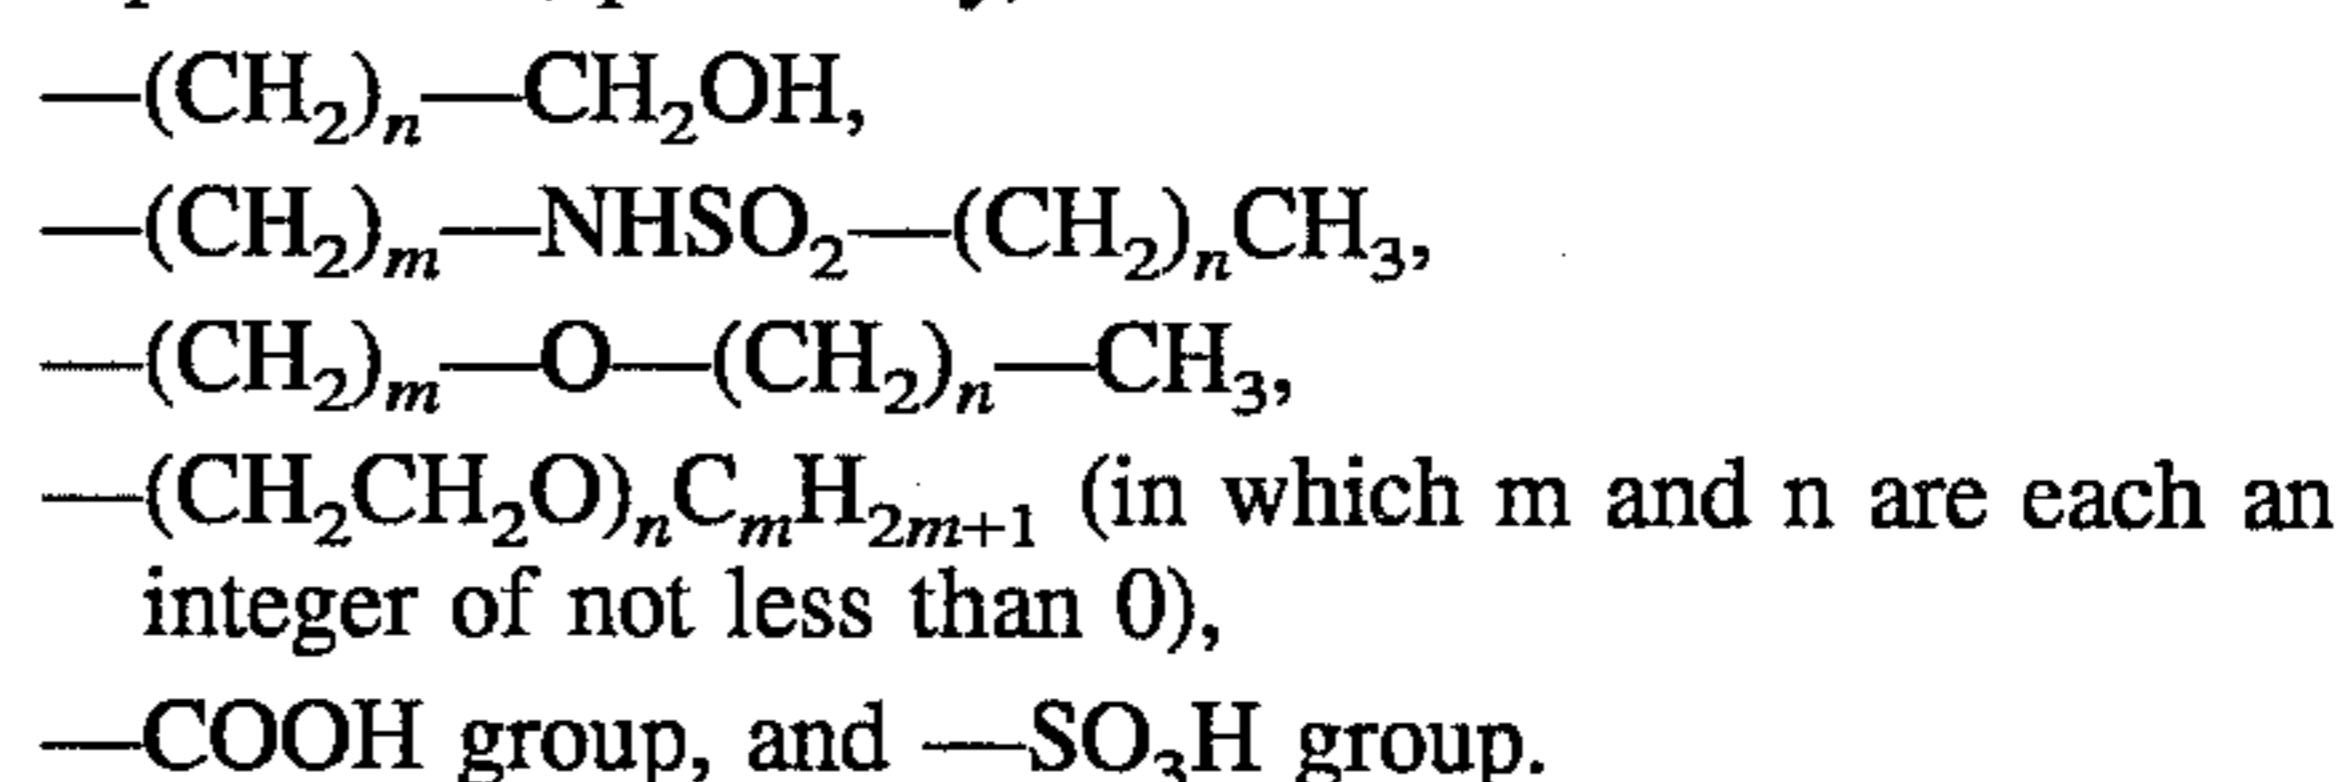 —(CH₂)ₙ—CH₂OH,
—(CH₂)ₘ—NHSO₂—(CH₂)ₙCH₃,
—(CH₂)ₘ—O—(CH₂)ₙ—CH₃,
—(CH₂CH₂O)ₙCₘH₂ₘ₊₁ (in which m and n are each an
integer of not less than 0),
—COOH group, and —SO₃H group.